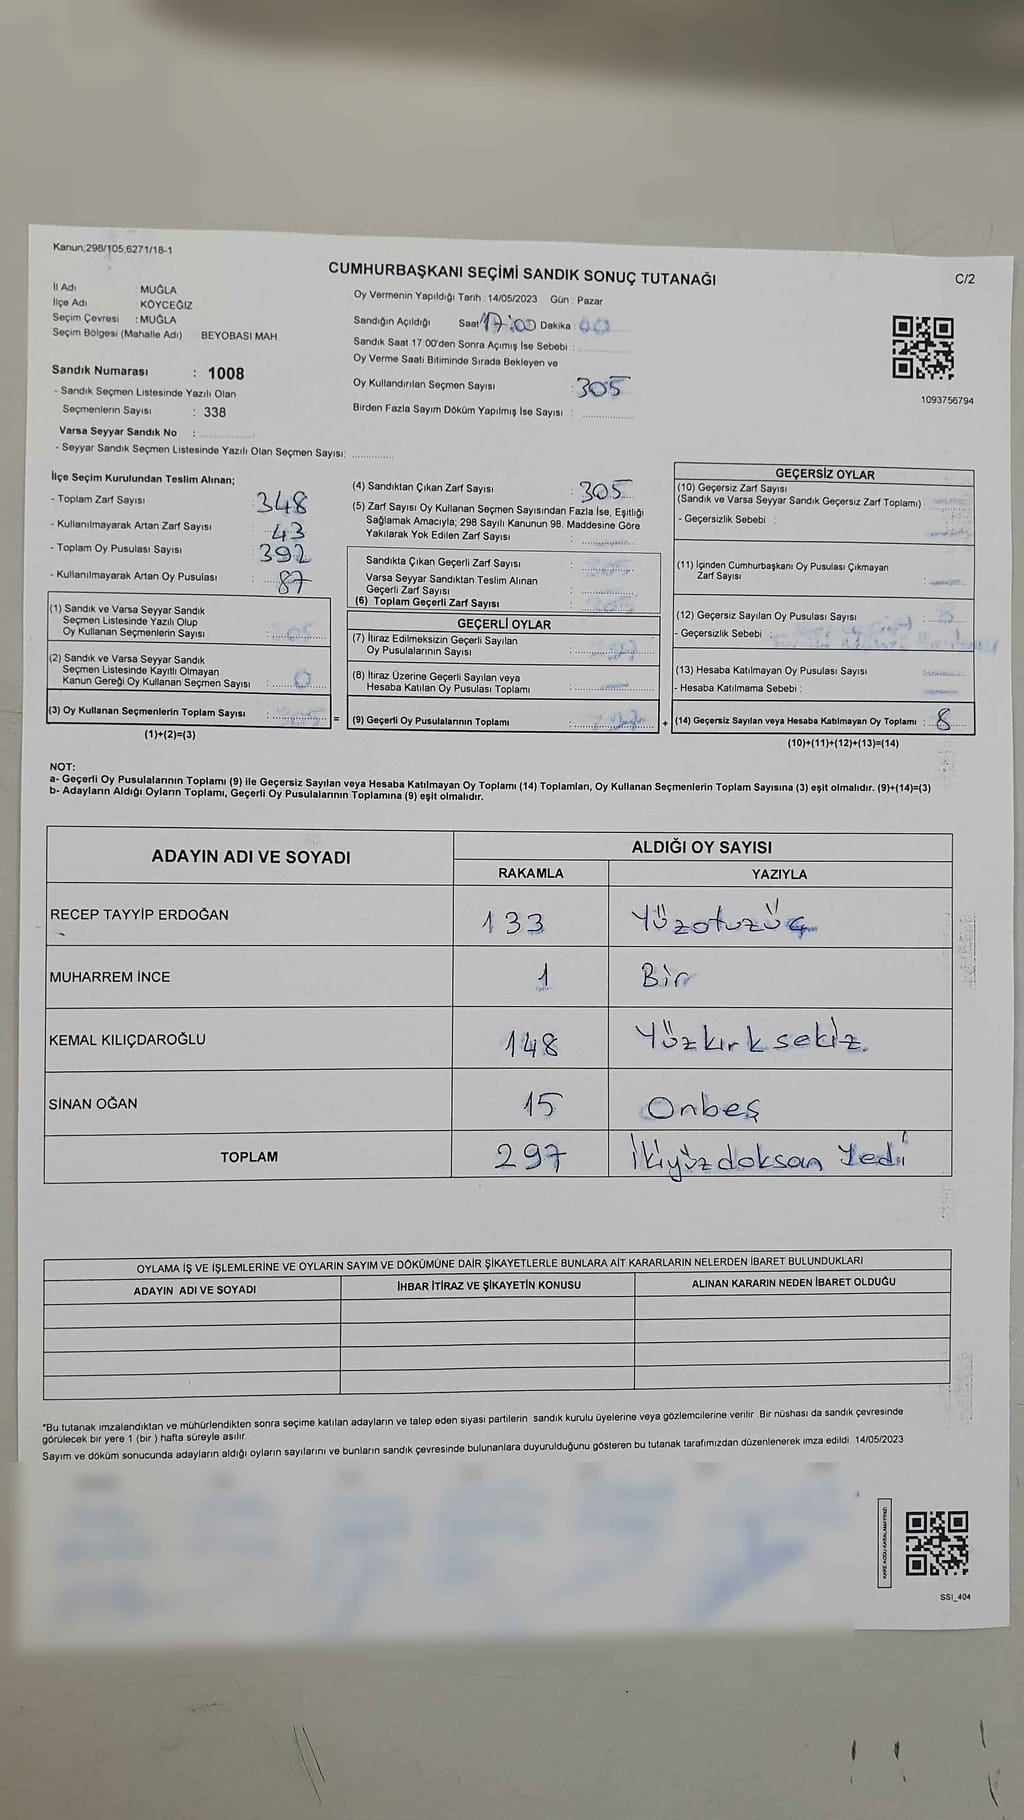 Kanun,298/105,6271/18-1
CUMHURBAŞKANI SEÇİMİ SANDIK SONUÇ TUTANAĞI
C/2
İl Adı : MUĞLA
İlçe Adı : KÖYCEĞİZ
Seçim Çevresi : MUĞLA
Seçim Bölgesi (Mahalle Adı) : BEYOBASI MAH
Sandık Numarası : 1008
- Sandık Seçmen Listesinde Yazılı Olan
Seçmenlerin Sayısı : 338
Varsa Seyyar Sandık No :
- Seyyar Sandık Seçmen Listesinde Yazılı Olan Seçmen Sayısı:
Oy Vermenin Yapıldığı Tarih : 14/05/2023 Gün : Pazar
Sandığın Açıldığı Saat 17:00 Dakika : 00
Sandık Saat 17:00'den Sonra Açımış İse Sebebi :
Oy Verme Saati Bitiminde Sırada Bekleyen ve
Oy Kullandırılan Seçmen Sayısı : 305
Birden Fazla Sayım Döküm Yapılmış İse Sayısı :
1093756794
İlçe Seçim Kurulundan Teslim Alınan;
- Toplam Zarf Sayısı : 348
- Kullanılmayarak Artan Zarf Sayısı : 43
- Toplam Oy Pusulası Sayısı : 392
- Kullanılmayarak Artan Oy Pusulası : 87
(1) Sandık ve Varsa Seyyar Sandık
Seçmen Listesinde Yazılı Olup
Oy Kullanan Seçmenlerin Sayısı :
(2) Sandık ve Varsa Seyyar Sandık
Seçmen Listesinde Kayıtlı Olmayan
Kanun Gereği Oy Kullanan Seçmen Sayısı : 0
(3) Oy Kullanan Seçmenlerin Toplam Sayısı : =
(1)+(2)=(3)
(4) Sandıktan Çıkan Zarf Sayısı : 305
(5) Zarf Sayısı Oy Kullanan Seçmen Sayısından Fazla İse, Eşitliği
Sağlamak Amacıyla; 298 Sayılı Kanunun 98. Maddesine Göre
Yakılarak Yok Edilen Zarf Sayısı :
Sandıkta Çıkan Geçerli Zarf Sayısı :
Varsa Seyyar Sandıktan Teslim Alınan
Geçerli Zarf Sayısı :
(6) Toplam Geçerli Zarf Sayısı :
GEÇERLİ OYLAR
(7) İtiraz Edilmeksizin Geçerli Sayılan
Oy Pusulalarının Sayısı :
(8) İtiraz Üzerine Geçerli Sayılan veya
Hesaba Katılan Oy Pusulası Toplamı :
(9) Geçerli Oy Pusulalarının Toplamı : +
GEÇERSİZ OYLAR
(10) Geçersiz Zarf Sayısı
(Sandık ve Varsa Seyyar Sandık Geçersiz Zarf Toplamı) :
- Geçersizlik Sebebi :
(11) İçinden Cumhurbaşkanı Oy Pusulası Çıkmayan
Zarf Sayısı :
(12) Geçersiz Sayılan Oy Pusulası Sayısı : 8
- Geçersizlik Sebebi :
(13) Hesaba Katılmayan Oy Pusulası Sayısı :
- Hesaba Katılmama Sebebi :
(14) Geçersiz Sayılan veya Hesaba Katılmayan Oy Toplamı : 8
(10)+(11)+(12)+(13)=(14)
NOT:
a- Geçerli Oy Pusulalarının Toplamı (9) ile Geçersiz Sayılan veya Hesaba Katılmayan Oy Toplamı (14) Toplamları, Oy Kullanan Seçmenlerin Toplam Sayısına (3) eşit olmalıdır. (9)+(14)=(3)
b- Adayların Aldığı Oyların Toplamı, Geçerli Oy Pusulalarının Toplamına (9) eşit olmalıdır.
ADAYIN ADI VE SOYADI
ALDIĞI OY SAYISI
RAKAMLA YAZIYLA
RECEP TAYYİP ERDOĞAN 133 Yüzotuzüç
MUHARREM İNCE 1 Bir
KEMAL KILIÇDAROĞLU 148 Yüzkırksekiz.
SİNAN OĞAN 15 Onbeş
TOPLAM 297 İkiyüzdoksan Yedi
OYLAMA İŞ VE İŞLEMLERİNE VE OYLARIN SAYIM VE DÖKÜMÜNE DAİR ŞİKAYETLERLE BUNLARA AİT KARARLARIN NELERDEN İBARET BULUNDUKLARI
ADAYIN ADI VE SOYADI İHBAR İTİRAZ VE ŞİKAYETİN KONUSU ALINAN KARARIN NEDEN İBARET OLDUĞU
*Bu tutanak imzalandıktan ve mühürlendikten sonra seçime katılan adayların ve talep eden siyasi partilerin sandık kurulu üyelerine veya gözlemcilerine verilir .Bir nüshası da sandık çevresinde
görülecek bir yere 1 (bir ) hafta süreyle asılır.
Sayım ve döküm sonucunda adayların aldığı oyların sayılarını ve bunların sandık çevresinde bulunanlara duyurulduğunu gösteren bu tutanak tarafımızdan düzenlenerek imza edildi. 14/05/2023
KARE KODU KARALAMAYINIZ!
SSI_404